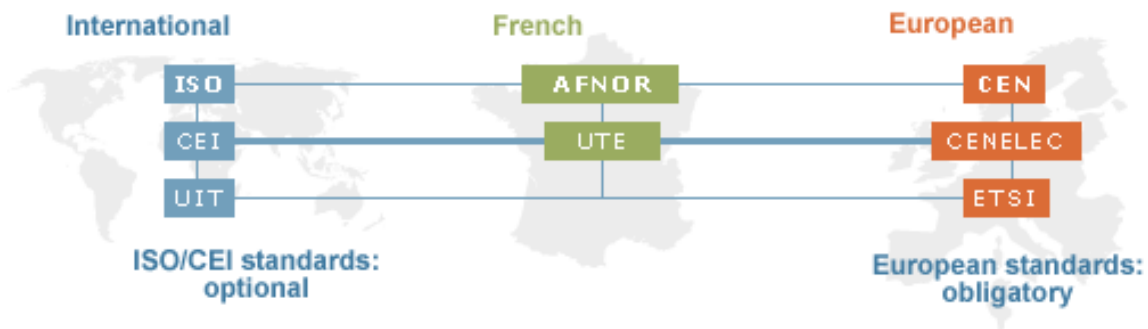 International French European
ISO AFNOR CEN
CEI UTE CENELEC
UIT ETSI
ISO/CEI standards:
optional
European standards:
obligatory